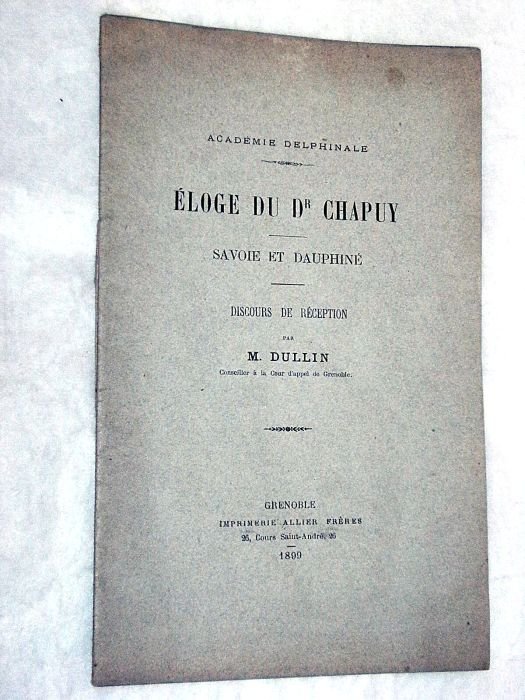 ACADÉMIE DELPHINALE
ÉLOGE DU DR CHAPUY
SAVOIE ET DAUPHINÉ
DISCOURS DE RÉCEPTION
PAR
M. DULLIN
Conseiller à la Cour d'appel de Grenoble.
GRENOBLE
IMPRIMERIE ALLIER FRÈRES
26, Cours Saint-André, 26
1899